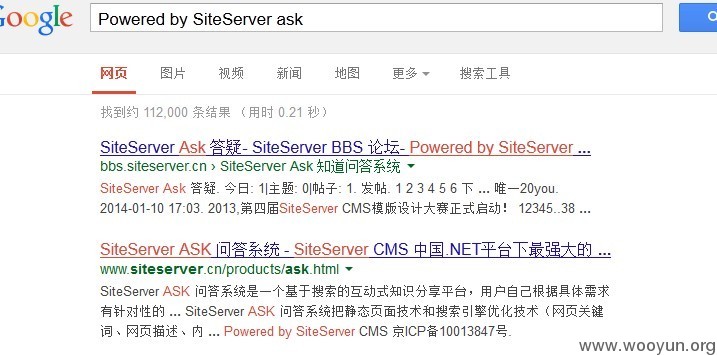 Google
Powered by SiteServer ask
网页 图片 视频 新闻 地图 更多 搜索工具
找到约 112,000 条结果 （用时 0.21 秒）
SiteServer Ask 答疑- SiteServer BBS 论坛- Powered by SiteServer ...
bbs.siteserver.cn › SiteServer Ask 知道问答系统
SiteServer Ask 答疑. 今日: 1|主题: 0|帖子: 1. 发帖. 1 2 3 4 5 6 下 ... 唯一20you.
2014-01-10 17:03. 2013,第四届SiteServer CMS模版设计大赛正式启动！ 12345..38 ...
SiteServer ASK 问答系统 - SiteServer CMS 中国.NET平台下最强大的 ...
www.siteserver.cn/products/ask.html
SiteServer ASK 问答系统是一个基于搜索的互动式知识分享平台，用户自己根据具体需求
有针对性的 ... SiteServer ASK 问答系统把静态页面技术和搜索引擎优化技术（网页关键
词、网页描述、内 ... Powered by SiteServer CMS 京ICP备10013847号.
www.wooyun.org